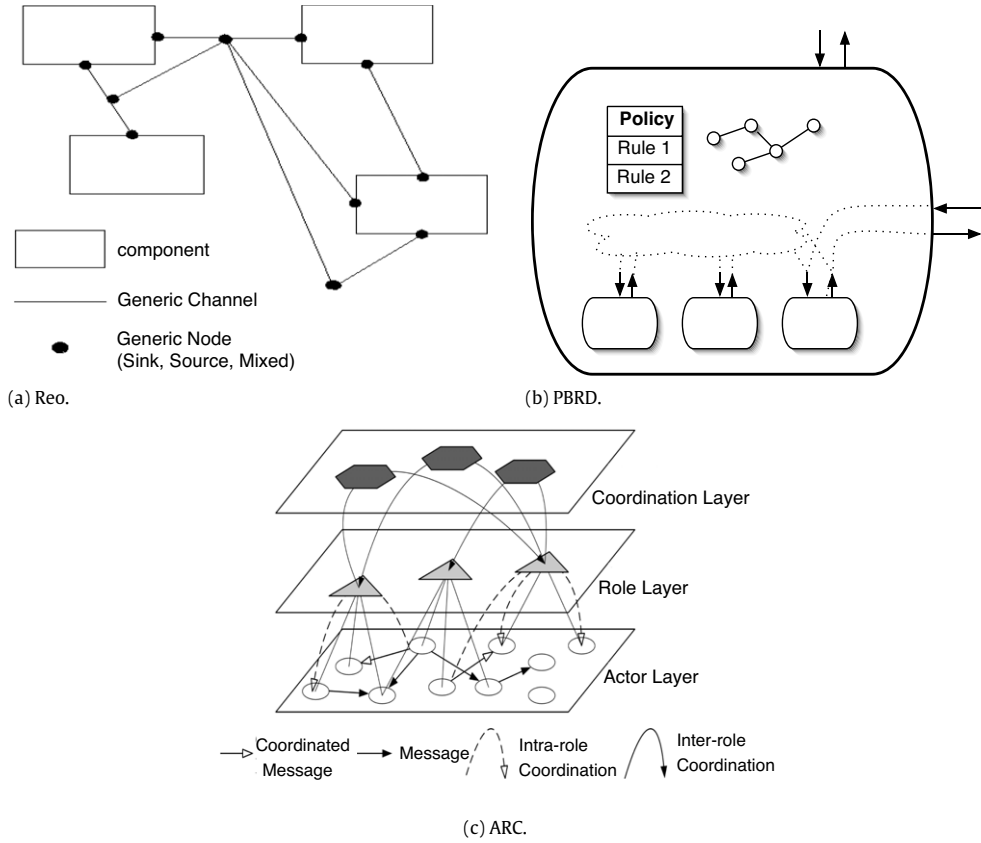 component
Generic Channel
Generic Node
(Sink, Source, Mixed)
(a) Reo.
Policy
Rule 1
Rule 2
(b) PBRD.
Coordination Layer
Role Layer
Actor Layer
Coordinated
Message
Message
Intra-role
Coordination
Inter-role
Coordination
(c) ARC.